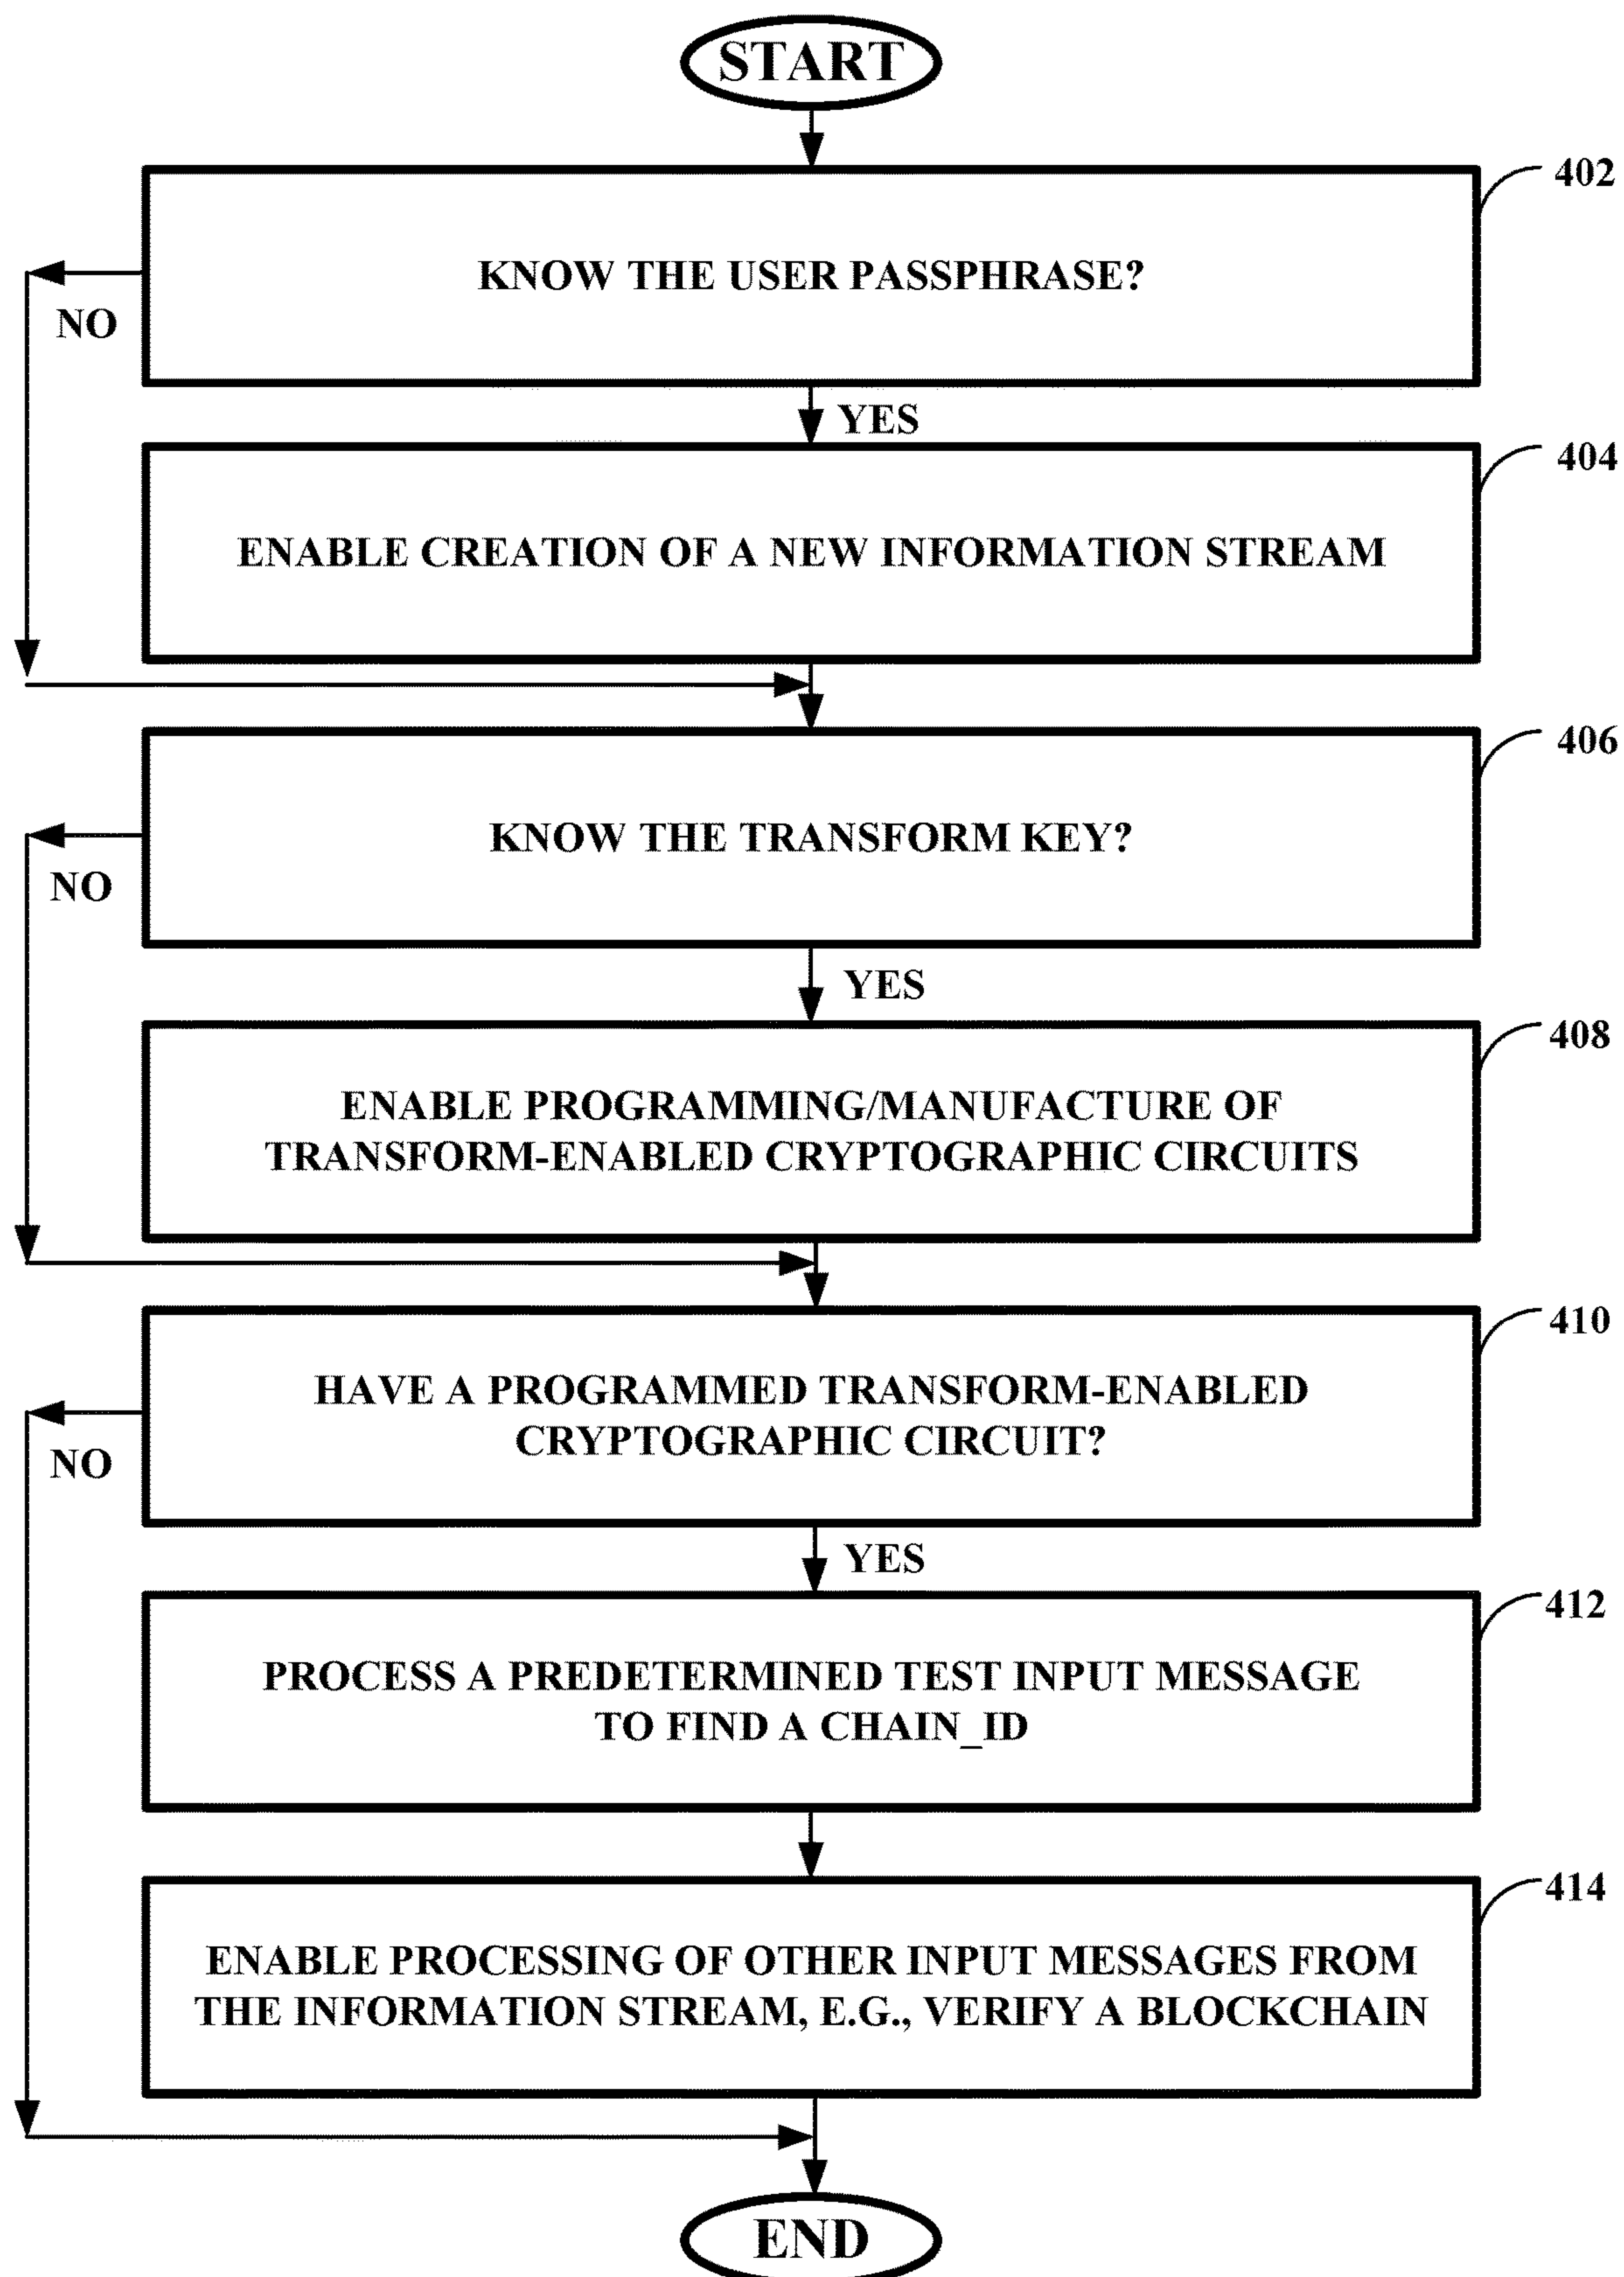 START
402
KNOW THE USER PASSPHRASE?
NO
YES
404
ENABLE CREATION OF A NEW INFORMATION STREAM
406
KNOW THE TRANSFORM KEY?
NO
YES
408
ENABLE PROGRAMMING/MANUFACTURE OF
TRANSFORM-ENABLED CRYPTOGRAPHIC CIRCUITS
410
HAVE A PROGRAMMED TRANSFORM-ENABLED
CRYPTOGRAPHIC CIRCUIT?
NO
YES
412
PROCESS A PREDETERMINED TEST INPUT MESSAGE
TO FIND A CHAIN_ID
414
ENABLE PROCESSING OF OTHER INPUT MESSAGES FROM
THE INFORMATION STREAM, E.G., VERIFY A BLOCKCHAIN
END